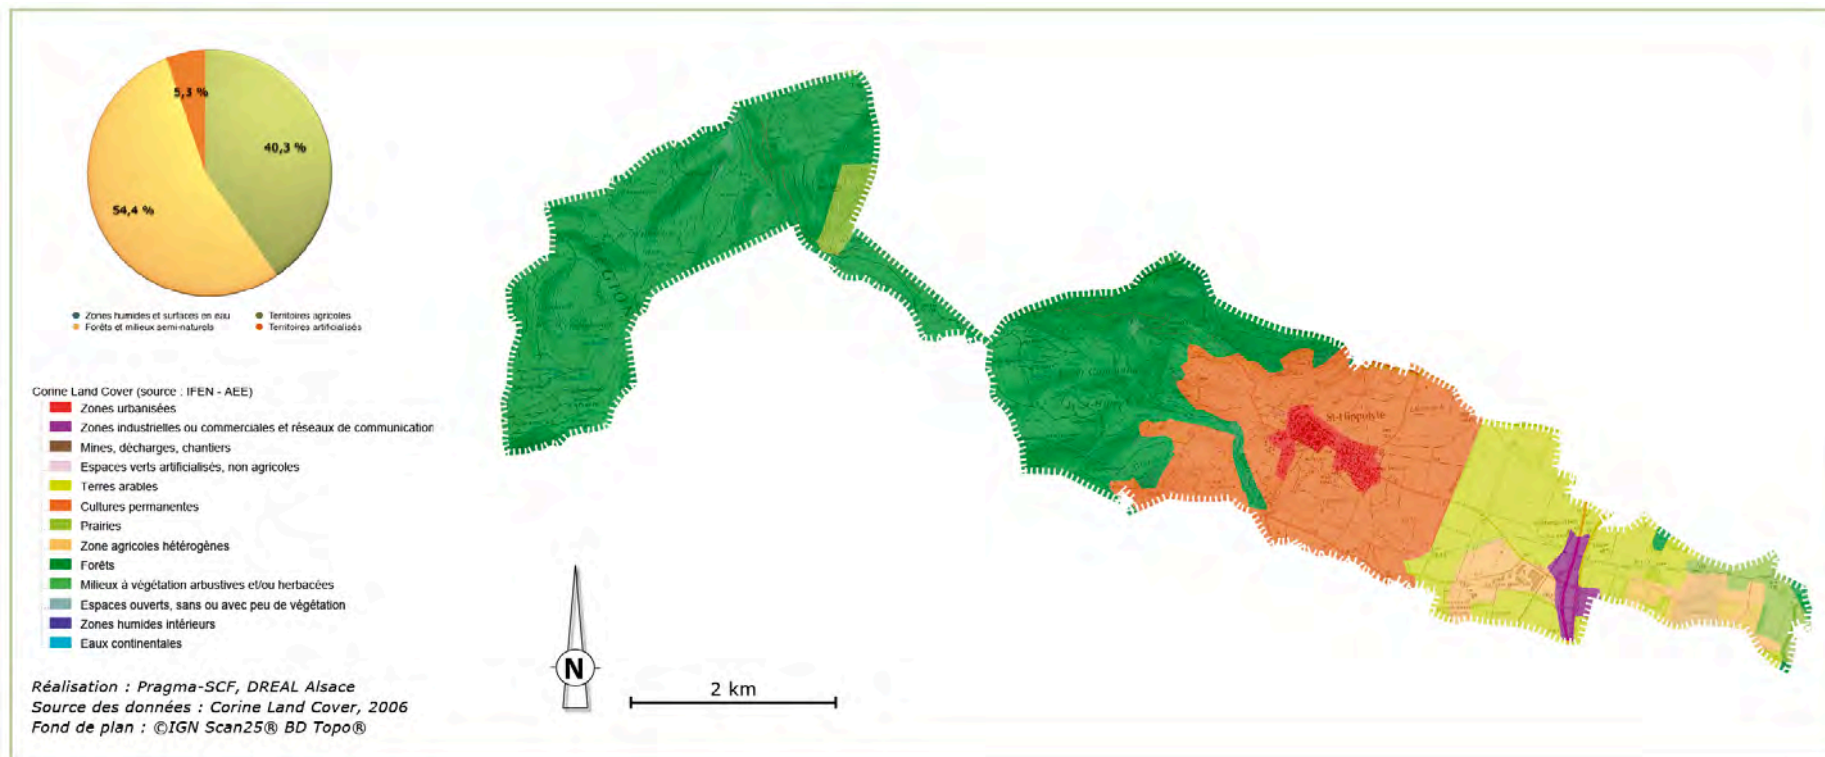 5,3 %
40,3 %
54,4 %
Zones humides et surfaces en eau
Territoires agricoles
Forêts et milieux semi-naturels
Territoires artificialisés
Corine Land Cover (source : IFEN - AEE)
Zones urbanisées
Zones industrielles ou commerciales et réseaux de communication
Mines, décharges, chantiers
Espaces verts artificialisés, non agricoles
Terres arables
Cultures permanentes
Prairies
Zone agricoles hétérogènes
Forêts
Milieux à végétation arbustives et/ou herbacées
Espaces ouverts, sans ou avec peu de végétation
Zones humides intérieurs
Eaux continentales
St-Hippolyte
N
2 km
Réalisation : Pragma-SCF, DREAL Alsace
Source des données : Corine Land Cover, 2006
Fond de plan : ©IGN Scan25® BD Topo®